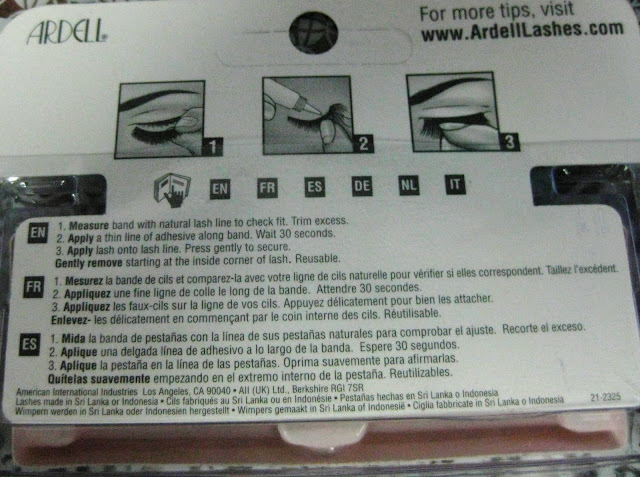 ARDELL®
For more tips, visit
www.ArdellLashes.com
1
2
3
EN FR ES DE NL IT
EN
1. Measure band with natural lash line to check fit. Trim excess.
2. Apply a thin line of adhesive along band. Wait 30 seconds.
3. Apply lash onto lash line. Press gently to secure.
Gently remove starting at the inside corner of lash. Reusable.
FR
1. Mesurez la bande de cils et comparez-la avec votre ligne de cils naturelle pour vérifier si elles correspondent. Taillez l'excédent.
2. Appliquez une fine ligne de colle le long de la bande. Attendre 30 secondes.
3. Appliquez les faux-cils sur la ligne de vos cils. Appuyez délicatement pour bien les attacher.
Enlevez- les délicatement en commençant par le coin interne des cils. Réutilisable.
ES
1. Mida la banda de pestañas con la línea de sus pestañas naturales para comprobar el ajuste. Recorte el exceso.
2. Aplique una delgada línea de adhesivo a lo largo de la banda. Espere 30 segundos.
3. Aplique la pestaña en la línea de las pestañas. Oprima suavemente para afirmarlas.
Quítelas suavemente empezando en el extremo interno de la pestaña. Reutilizables.
American International Industries Los Angeles, CA 90040 • AII (UK) Ltd., Berkshire RGI 7SR
Lashes made in Sri Lanka or Indonesia • Cils fabriqués au Sri Lanka ou en Indonésie • Pestañas hechas en Sri Lanka o Indonesia
Wimpern werden in Sri Lanka oder Indonesien hergestellt • Wimpers gemaakt in Sri Lanka of Indonesië • Ciglia fabbricate in Sri Lanka o Indonesia
21-2325